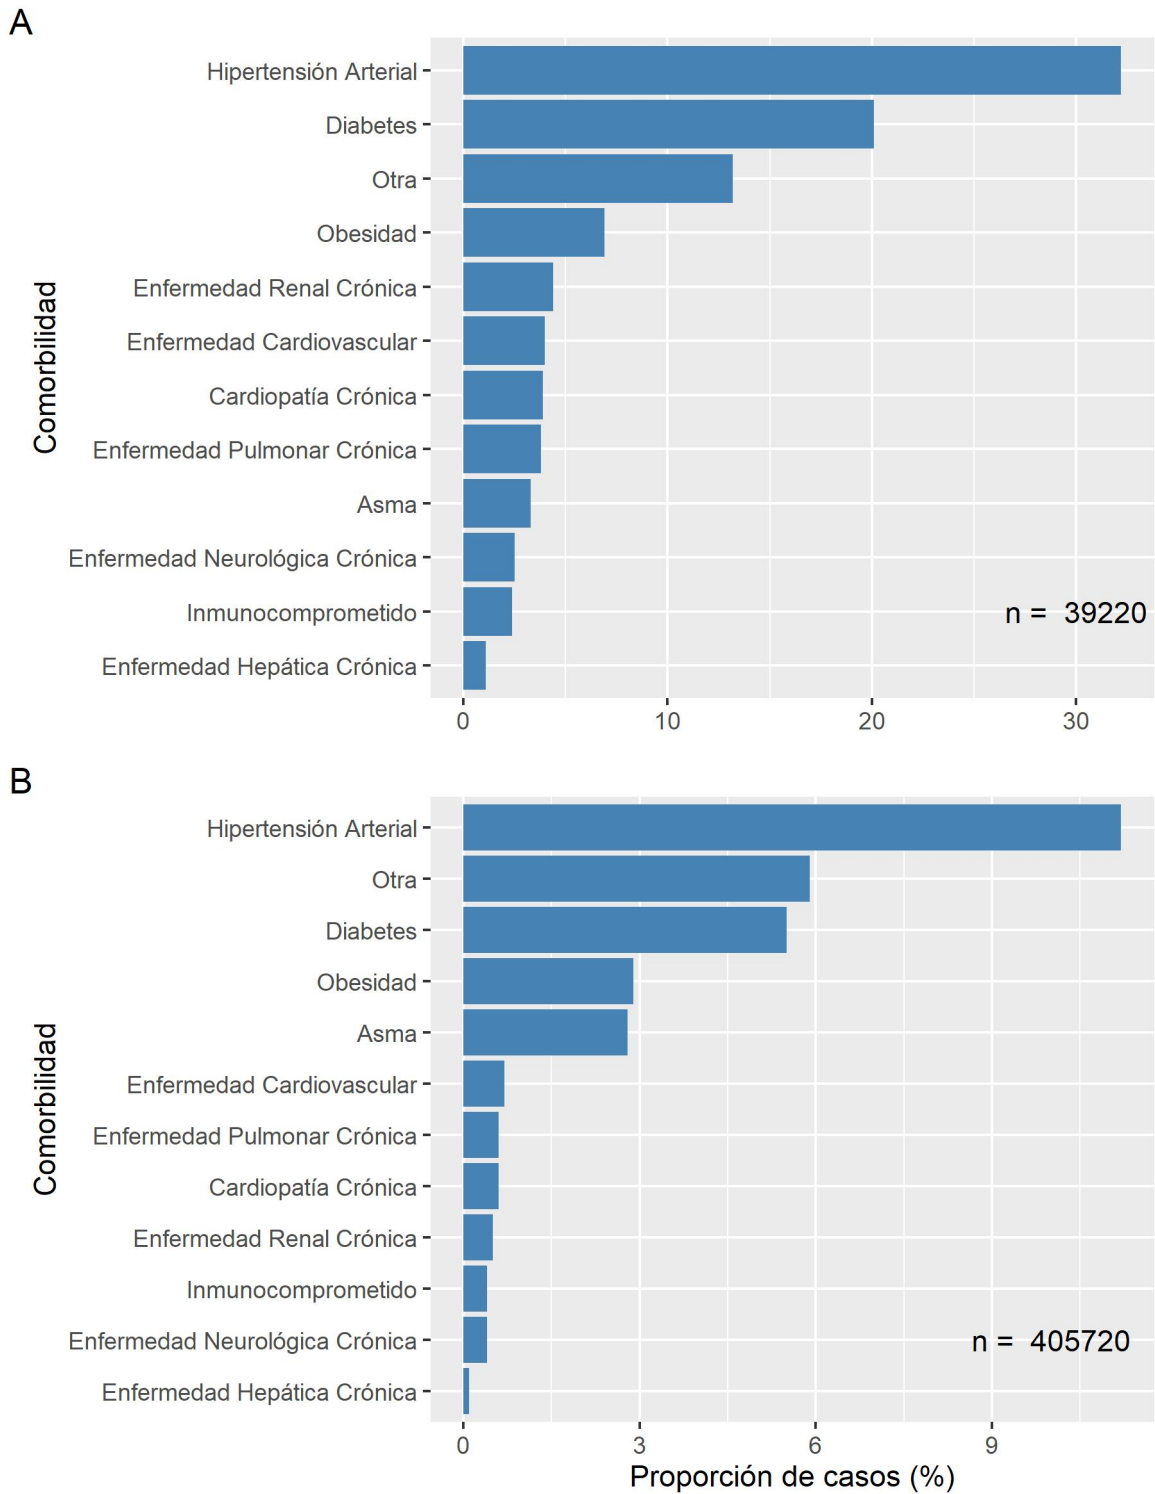 A
Hipertensión Arterial
Diabetes
Otra
Obesidad
Enfermedad Renal Crónica
Enfermedad Cardiovascular
Cardiopatía Crónica
Enfermedad Pulmonar Crónica
Asma
Enfermedad Neurológica Crónica
Inmunocomprometido
Enfermedad Hepática Crónica
Comorbilidad
n = 39220
0 10 20 30
B
Hipertensión Arterial
Otra
Diabetes
Obesidad
Asma
Enfermedad Cardiovascular
Enfermedad Pulmonar Crónica
Cardiopatía Crónica
Enfermedad Renal Crónica
Inmunocomprometido
Enfermedad Neurológica Crónica
Enfermedad Hepática Crónica
Comorbilidad
n = 405720
0 3 6 9
Proporción de casos (%)